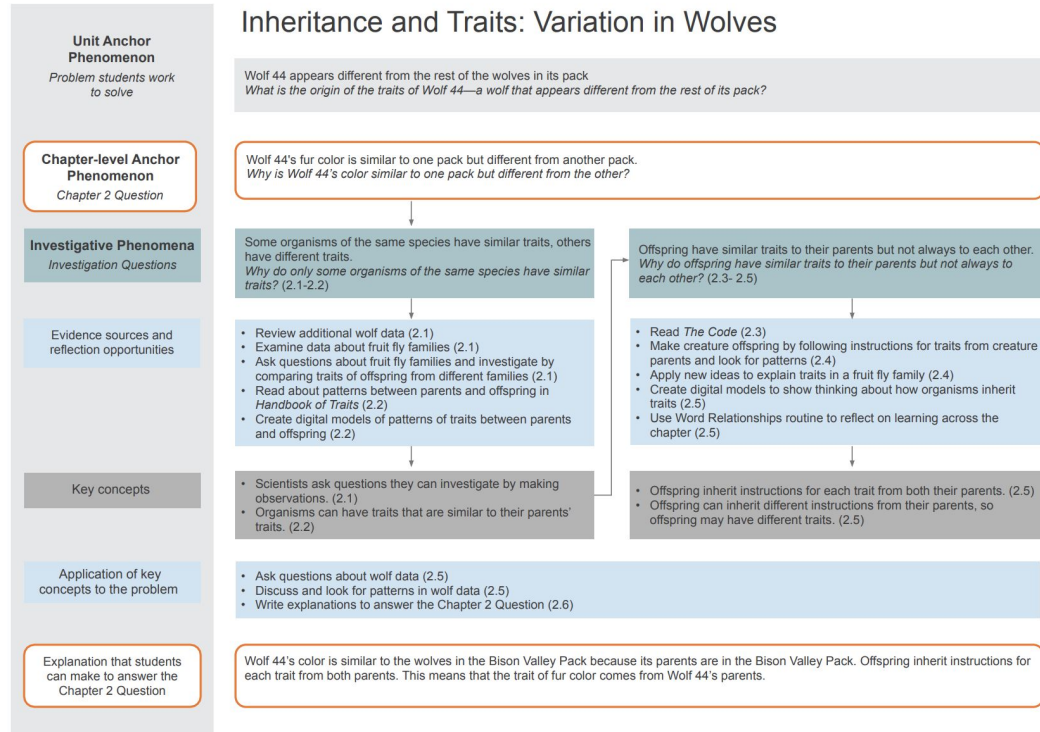 Inheritance and Traits: Variation in Wolves
Unit Anchor
Phenomenon
Problem students work
to solve
Wolf 44 appears different from the rest of the wolves in its pack
What is the origin of the traits of Wolf 44—a wolf that appears different from the rest of its pack?
Chapter-level Anchor
Phenomenon
Chapter 2 Question
Wolf 44's fur color is similar to one pack but different from another pack.
Why is Wolf 44's color similar to one pack but different from the other?
Investigative Phenomena
Investigation Questions
Some organisms of the same species have similar traits, others
have different traits.
Why do only some organisms of the same species have similar
traits? (2.1-2.2)
Offspring have similar traits to their parents but not always to each other.
Why do offspring have similar traits to their parents but not always to
each other? (2.3- 2.5)
Evidence sources and
reflection opportunities
• Review additional wolf data (2.1)
• Examine data about fruit fly families (2.1)
• Ask questions about fruit fly families and investigate by
comparing traits of offspring from different families (2.1)
• Read about patterns between parents and offspring in
Handbook of Traits (2.2)
• Create digital models of patterns of traits between parents
and offspring (2.2)
• Read The Code (2.3)
• Make creature offspring by following instructions for traits from creature
parents and look for patterns (2.4)
• Apply new ideas to explain traits in a fruit fly family (2.4)
• Create digital models to show thinking about how organisms inherit
traits (2.5)
• Use Word Relationships routine to reflect on learning across the
chapter (2.5)
Key concepts
• Scientists ask questions they can investigate by making
observations. (2.1)
• Organisms can have traits that are similar to their parents'
traits. (2.2)
• Offspring inherit instructions for each trait from both their parents. (2.5)
• Offspring can inherit different instructions from their parents, so
offspring may have different traits. (2.5)
Application of key
concepts to the problem
• Ask questions about wolf data (2.5)
• Discuss and look for patterns in wolf data (2.5)
• Write explanations to answer the Chapter 2 Question (2.6)
Explanation that students
can make to answer the
Chapter 2 Question
Wolf 44's color is similar to the wolves in the Bison Valley Pack because its parents are in the Bison Valley Pack. Offspring inherit instructions for
each trait from both parents. This means that the trait of fur color comes from Wolf 44's parents.